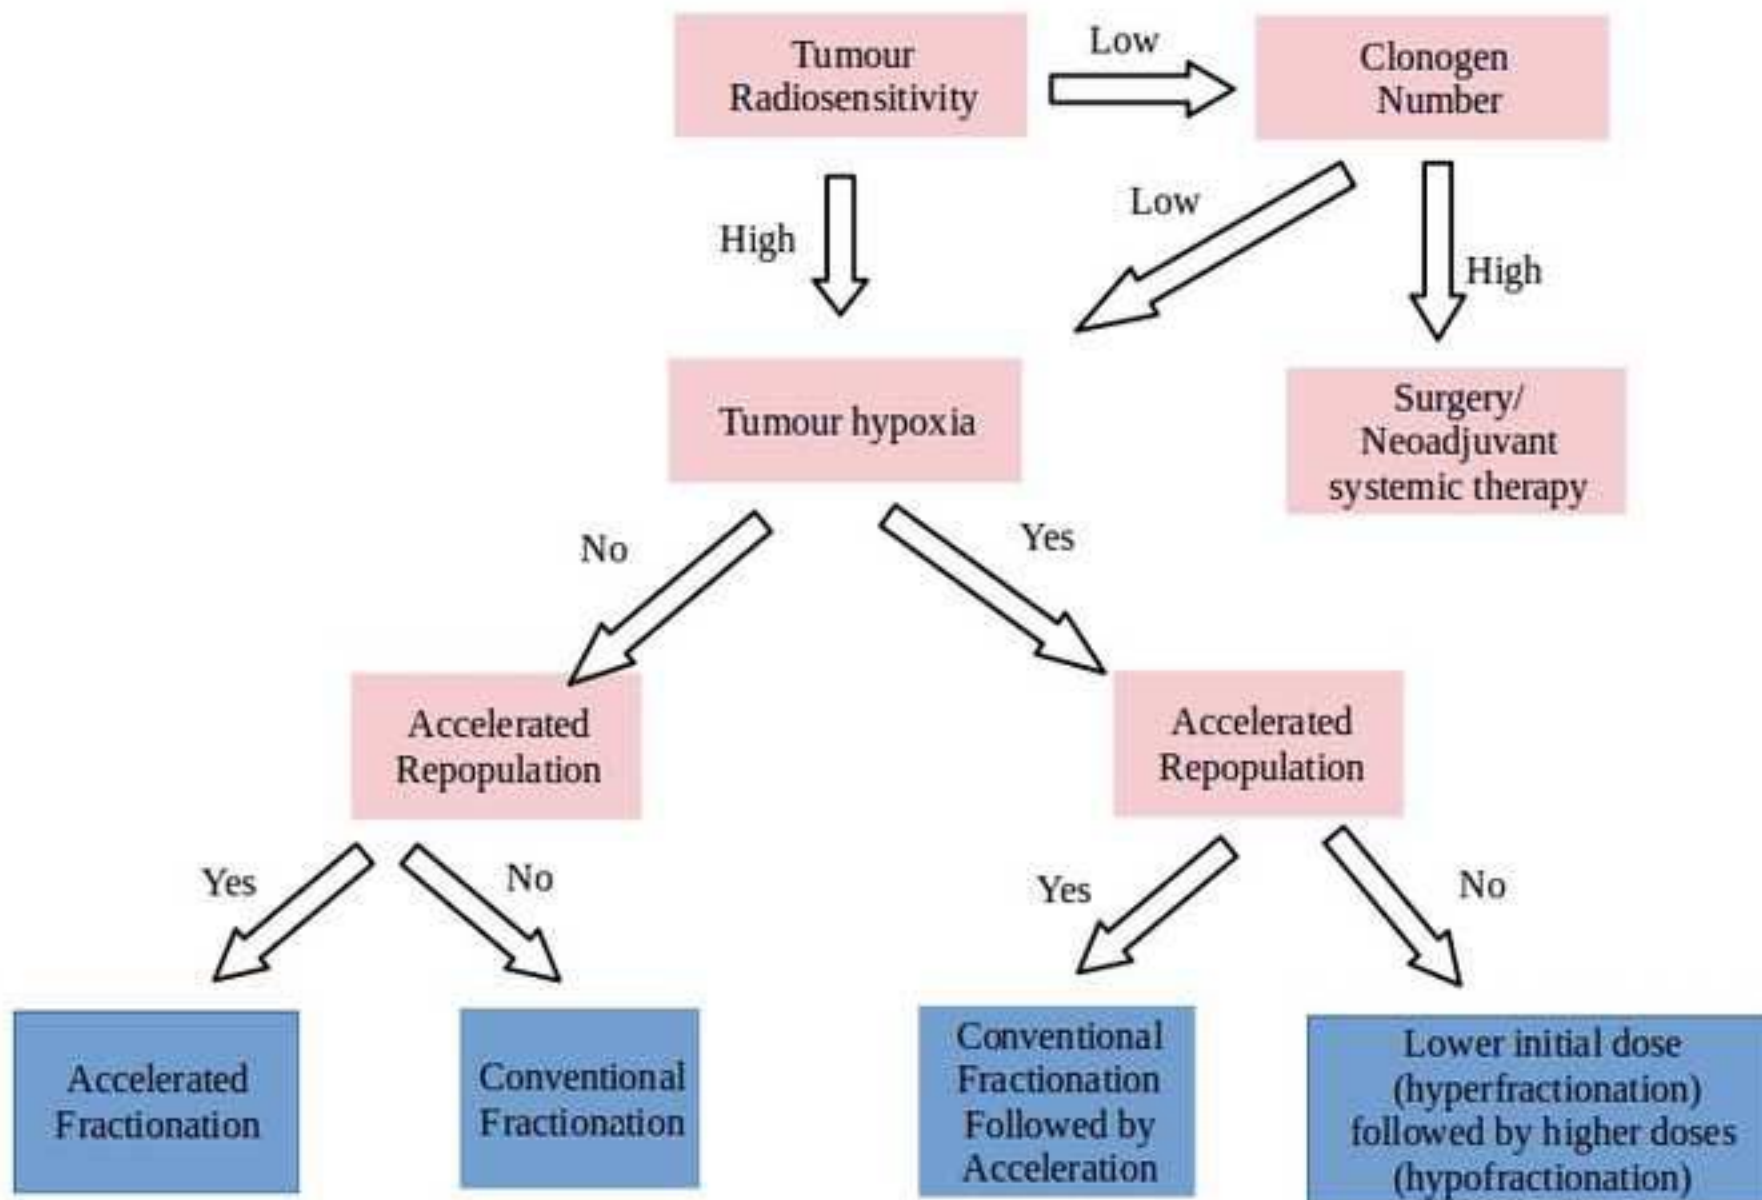 Tumour
Radiosensitivity
Low
Clonogen
Number
High
Low
High
Tumour hypoxia
Surgery/
Neoadjuvant
systemic therapy
No
Yes
Accelerated
Repopulation
Accelerated
Repopulation
Yes
No
Yes
No
Accelerated
Fractionation
Conventional
Fractionation
Conventional
Fractionation
Followed by
Acceleration
Lower initial dose
(hyperfractionation)
followed by higher doses
(hypofractionation)